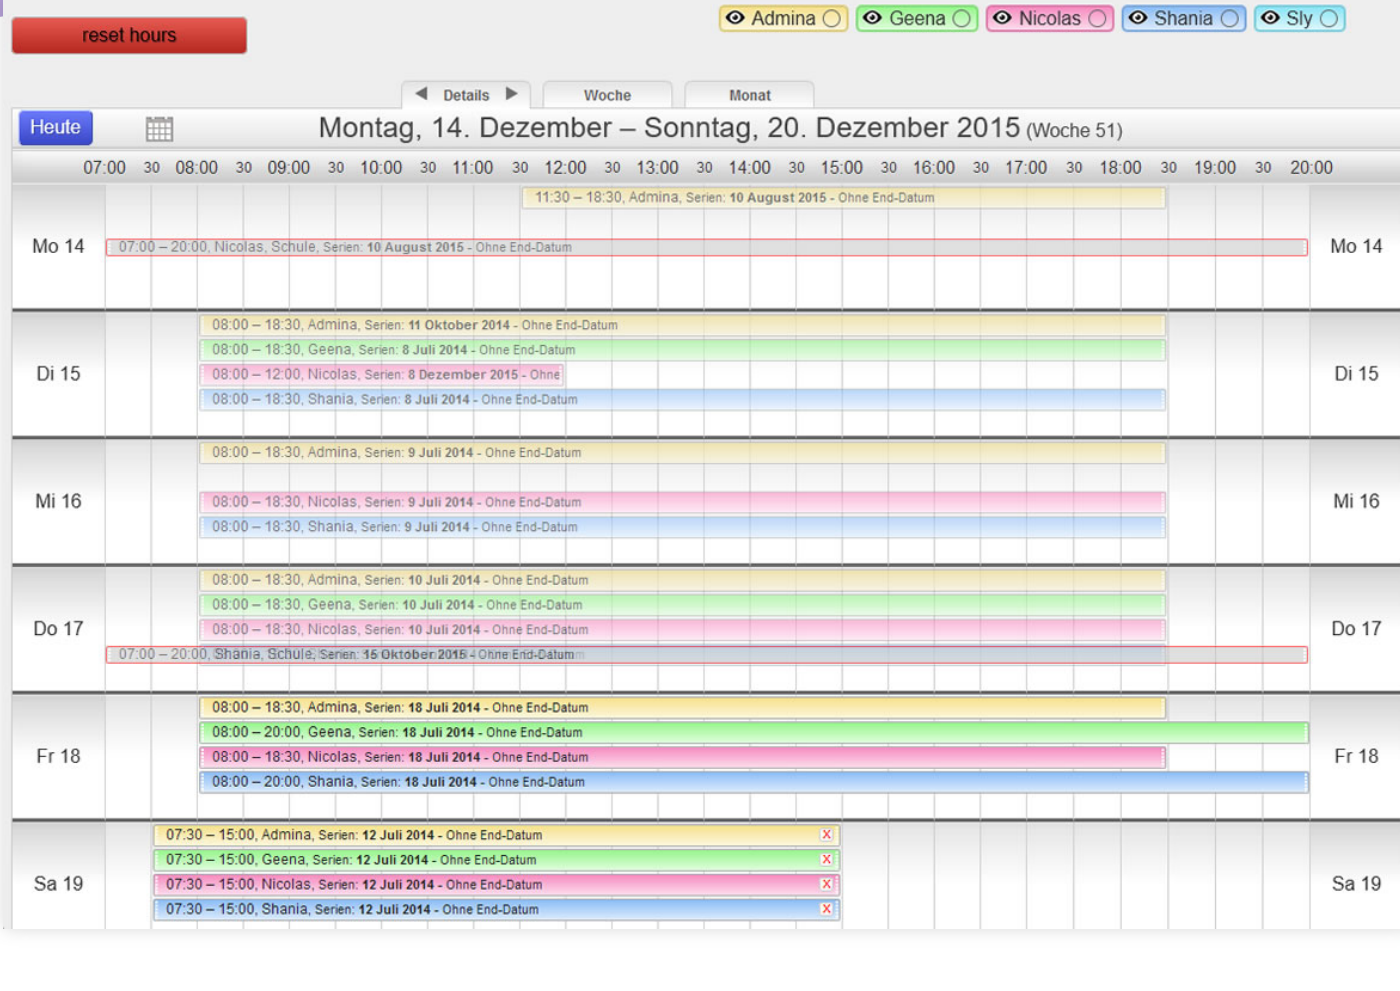 reset hours
Admina Geena Nicolas Shania Sly
Details Woche Monat
Heute Montag, 14. Dezember – Sonntag, 20. Dezember 2015 (Woche 51)
07:00 30 08:00 30 09:00 30 10:00 30 11:00 30 12:00 30 13:00 30 14:00 30 15:00 30 16:00 30 17:00 30 18:00 30 19:00 30 20:00
11:30 – 18:30, Admina, Serien: 10 August 2015 - Ohne End-Datum
Mo 14 07:00 – 20:00, Nicolas, Schule, Serien: 10 August 2015 - Ohne End-Datum Mo 14
08:00 – 18:30, Admina, Serien: 11 Oktober 2014 - Ohne End-Datum
08:00 – 18:30, Geena, Serien: 8 Juli 2014 - Ohne End-Datum
Di 15 08:00 – 12:00, Nicolas, Serien: 8 Dezember 2015 - Ohne Di 15
08:00 – 18:30, Shania, Serien: 8 Juli 2014 - Ohne End-Datum
08:00 – 18:30, Admina, Serien: 9 Juli 2014 - Ohne End-Datum
Mi 16 08:00 – 18:30, Nicolas, Serien: 9 Juli 2014 - Ohne End-Datum Mi 16
08:00 – 18:30, Shania, Serien: 9 Juli 2014 - Ohne End-Datum
08:00 – 18:30, Admina, Serien: 10 Juli 2014 - Ohne End-Datum
08:00 – 18:30, Geena, Serien: 10 Juli 2014 - Ohne End-Datum
Do 17 08:00 – 18:30, Nicolas, Serien: 10 Juli 2014 - Ohne End-Datum Do 17
07:00 – 20:00, Shania, Schule, Serien: 15 Oktober 2015 - Ohne End-Datum
08:00 – 18:30, Admina, Serien: 18 Juli 2014 - Ohne End-Datum
08:00 – 20:00, Geena, Serien: 18 Juli 2014 - Ohne End-Datum
Fr 18 08:00 – 18:30, Nicolas, Serien: 18 Juli 2014 - Ohne End-Datum Fr 18
08:00 – 20:00, Shania, Serien: 18 Juli 2014 - Ohne End-Datum
07:30 – 15:00, Admina, Serien: 12 Juli 2014 - Ohne End-Datum X
07:30 – 15:00, Geena, Serien: 12 Juli 2014 - Ohne End-Datum X
Sa 19 07:30 – 15:00, Nicolas, Serien: 12 Juli 2014 - Ohne End-Datum X Sa 19
07:30 – 15:00, Shania, Serien: 12 Juli 2014 - Ohne End-Datum X